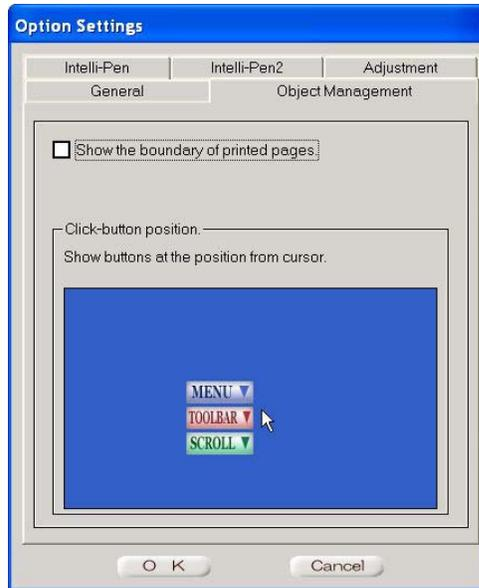 Option Settings
Intelli-Pen Intelli-Pen2 Adjustment
General Object Management
Show the boundary of printed pages.
Click-button position.
Show buttons at the position from cursor.
MENU
TOOLBAR
SCROLL
O K Cancel